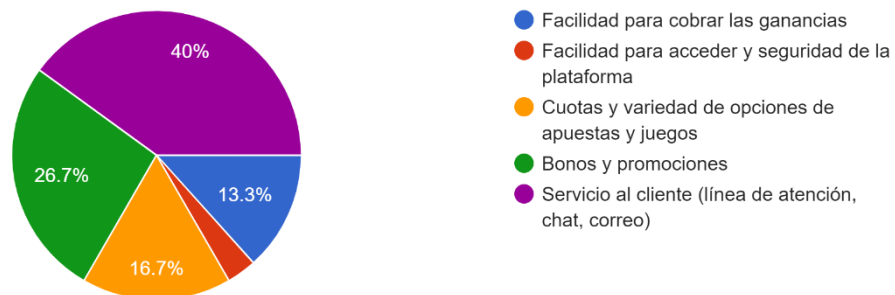 40%
26.7%
13.3%
16.7%
Facilidad para cobrar las ganancias
Facilidad para acceder y seguridad de la
plataforma
Cuotas y variedad de opciones de
apuestas y juegos
Bonos y promociones
Servicio al cliente (línea de atención,
chat, correo)